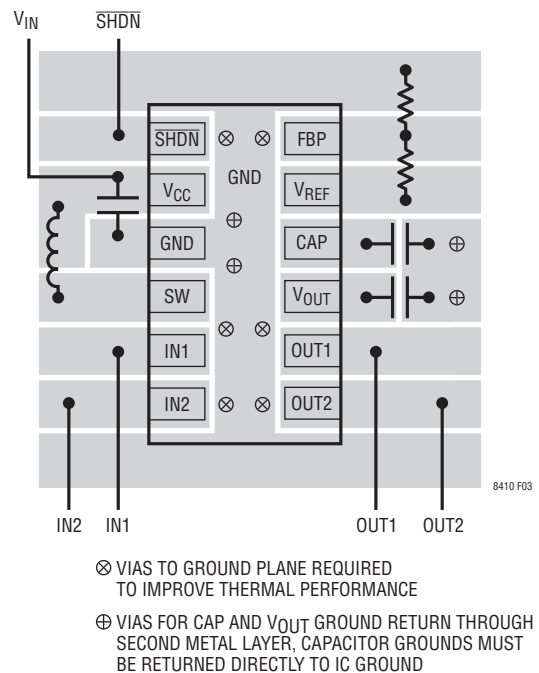 VIN SHDN
SHDN FBP
VCC GND VREF
GND CAP
SW VOUT
IN1 OUT1
IN2 OUT2
8410 F03
IN2 IN1 OUT1 OUT2
⊗ VIAS TO GROUND PLANE REQUIRED
TO IMPROVE THERMAL PERFORMANCE
⊕ VIAS FOR CAP AND VOUT GROUND RETURN THROUGH
SECOND METAL LAYER, CAPACITOR GROUNDS MUST
BE RETURNED DIRECTLY TO IC GROUND